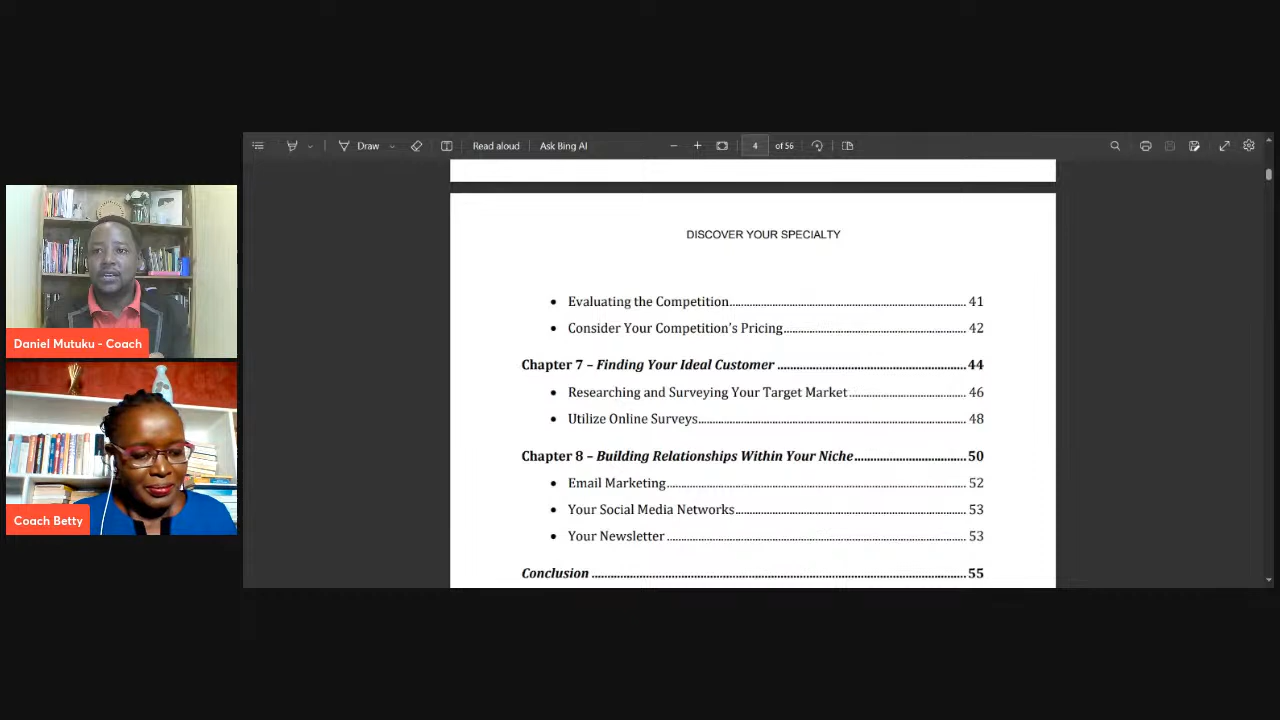 Draw
Read aloud
Ask Bing AI
4 of 56
DISCOVER YOUR SPECIALTY
• Evaluating the Competition........................................ 41
• Consider Your Competition's Pricing........................................ 42
Chapter 7 – Finding Your Ideal Customer ........................................ 44
• Researching and Surveying Your Target Market........................................ 46
• Utilize Online Surveys........................................ 48
Chapter 8 – Building Relationships Within Your Niche........................................ 50
• Email Marketing........................................ 52
• Your Social Media Networks........................................ 53
• Your Newsletter ........................................ 53
Conclusion ........................................ 55
Daniel Mutuku - Coach
Coach Betty